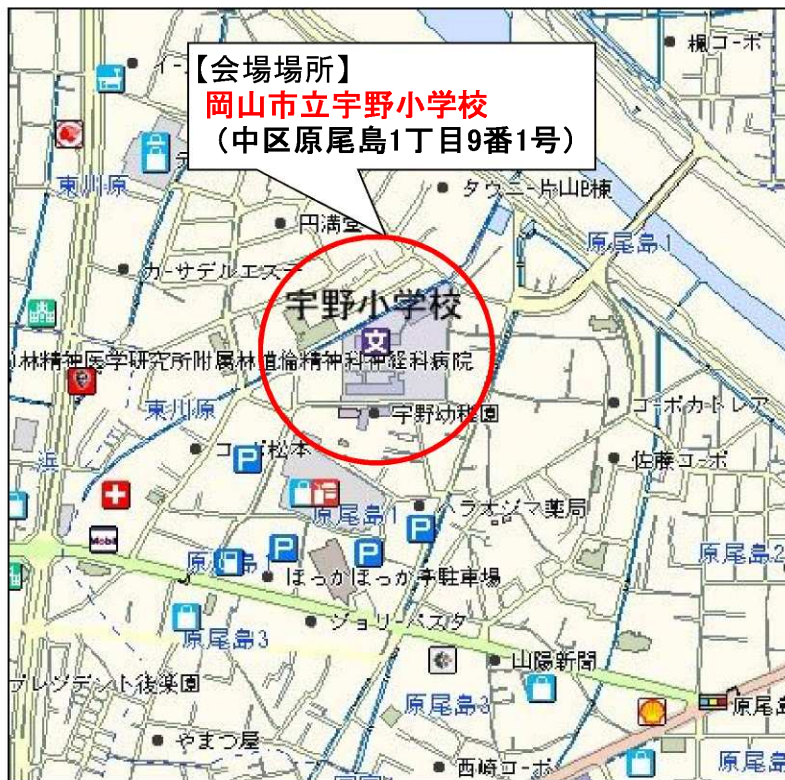 楓コーポ
【会場場所】
岡山市立宇野小学校
(中区原尾島1丁目9番1号)
東川原
タウニー片山B棟
円満堂
原尾島1
カーサデルエステ
宇野小学校
文
林精神医学研究所附属林道倫精神科神経科病院
東川原
宇野幼稚園
コーポカトレア
コーポ松本
P
浜
佐藤コーポ
原尾島1
ハラオジマ薬局
Mobil
P
P
P
原尾島1
原尾島2
ほっかほっか亭駐車場
ジョリーパスタ
原尾島3
山陽新聞
プレジデント後楽園
原尾島3
原尾島
やまつ屋
西崎コーポ
原尾島